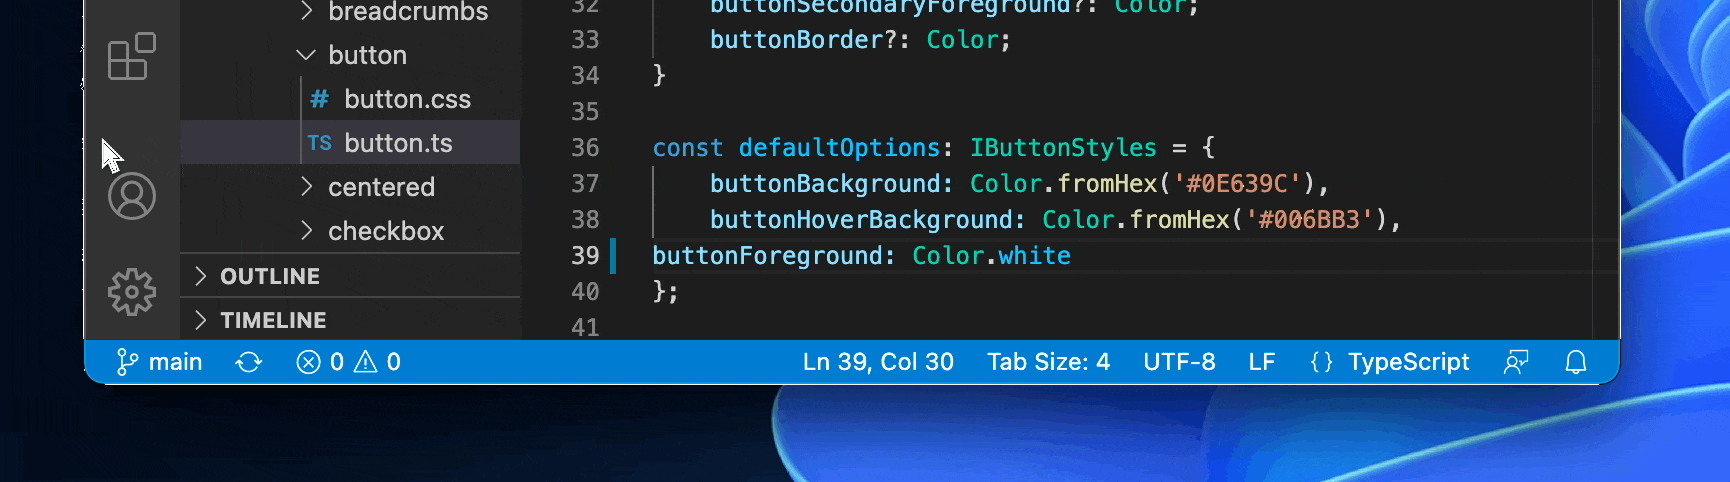 breadcrumbs
button
# button.css
TS button.ts
centered
checkbox
OUTLINE
TIMELINE
32 buttonSecondaryForeground?: Color;
33 buttonBorder?: Color;
34 }
35
36 const defaultOptions: IButtonStyles = {
37 buttonBackground: Color.fromHex('#0E639C'),
38 buttonHoverBackground: Color.fromHex('#006BB3'),
39 buttonForeground: Color.white
40 };
41
main 0 0 Ln 39, Col 30 Tab Size: 4 UTF-8 LF {} TypeScript